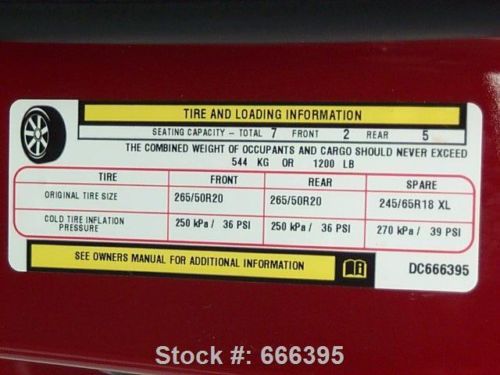 TIRE AND LOADING INFORMATION
SEATING CAPACITY - TOTAL 7 FRONT 2 REAR 5
THE COMBINED WEIGHT OF OCCUPANTS AND CARGO SHOULD NEVER EXCEED
544 KG OR 1200 LB
TIRE FRONT REAR SPARE
ORIGINAL TIRE SIZE 265/50R20 265/50R20 245/65R18 XL
COLD TIRE INFLATION
PRESSURE 250 kPa / 36 PSI 250 kPa / 36 PSI 270 kPa / 39 PSI
SEE OWNERS MANUAL FOR ADDITIONAL INFORMATION DC666395
Stock #: 666395